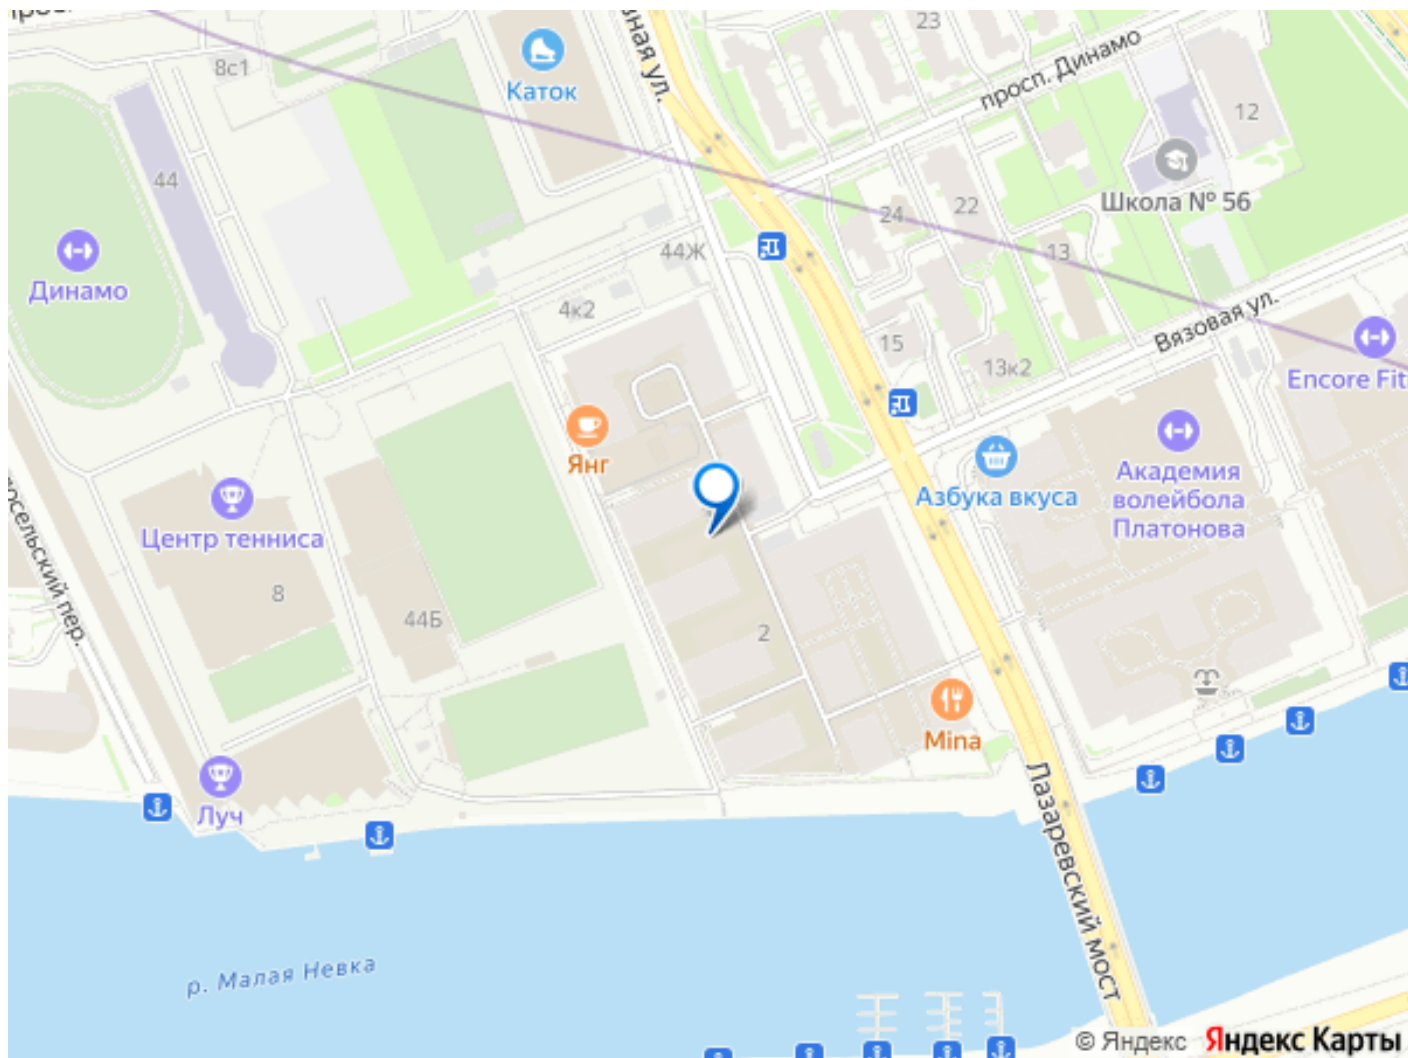 23
8с1
просп. Динамо
Каток
ул.
12
44
Школа № 56
22
24
44Ж
13
Динамо
4к2
Вязовая ул.
15
13к2
Encore Fit
Янг
Академия
волейбола
Платонова
Азбука вкуса
Центр тенниса
пер.
8
44Б
2
Mina
Луч
Лазаревский мост
р. Малая Невка
© Яндекс Яндекс Карты